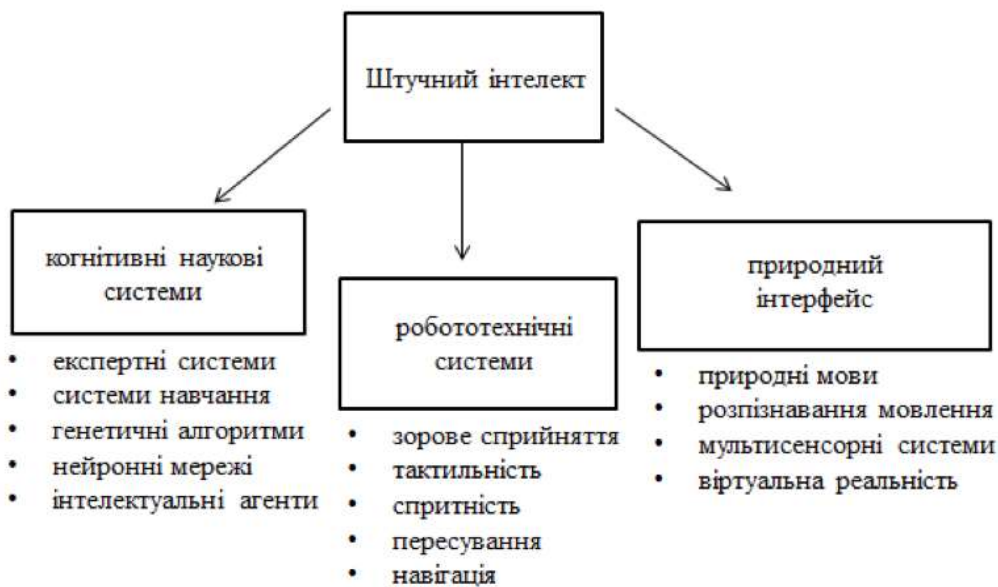 Штучний інтелект
когнітивні наукові
системи
• експертні системи
• системи навчання
• генетичні алгоритми
• нейронні мережі
• інтелектуальні агенти
робототехнічні
системи
• зорове сприйняття
• тактильність
• спритність
• пересування
• навігація
природний
інтерфейс
• природні мови
• розпізнавання мовлення
• мультисенсорні системи
• віртуальна реальність